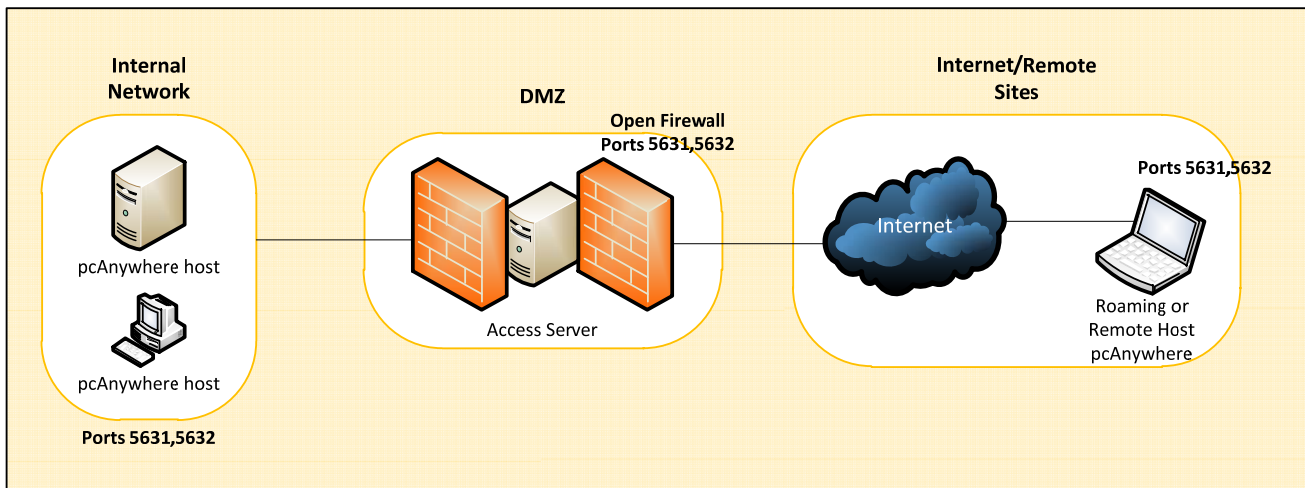 Internal
Network
pcAnywhere host
pcAnywhere host
Ports 5631,5632
DMZ
Open Firewall
Ports 5631,5632
Access Server
Internet/Remote
Sites
Internet
Ports 5631,5632
Roaming or
Remote Host
pcAnywhere